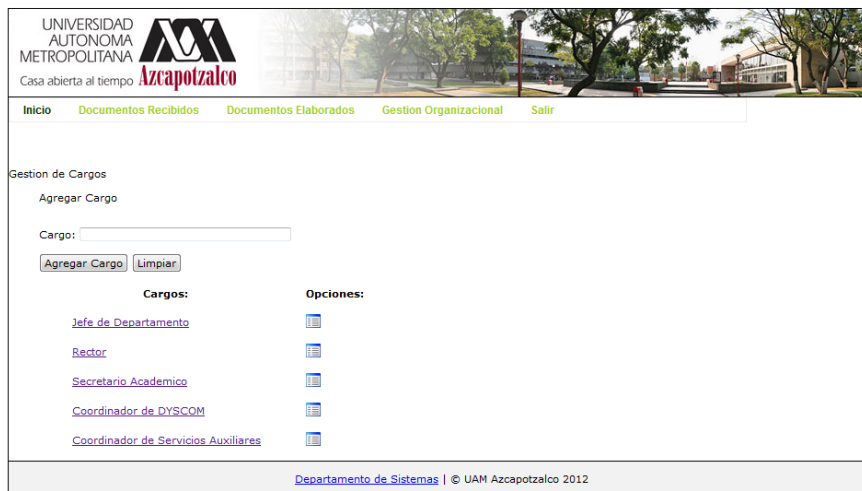 UNIVERSIDAD
AUTONOMA
METROPOLITANA
Casa abierta al tiempo Azcapotzalco
Inicio Documentos Recibidos Documentos Elaborados Gestion Organizacional Salir
Gestion de Cargos
Agregar Cargo
Cargo:
Agregar Cargo Limpiar
Cargos: Opciones:
Jefe de Departamento
Rector
Secretario Academico
Coordinador de DYSCOM
Coordinador de Servicios Auxiliares
Departamento de Sistemas | © UAM Azcapotzalco 2012